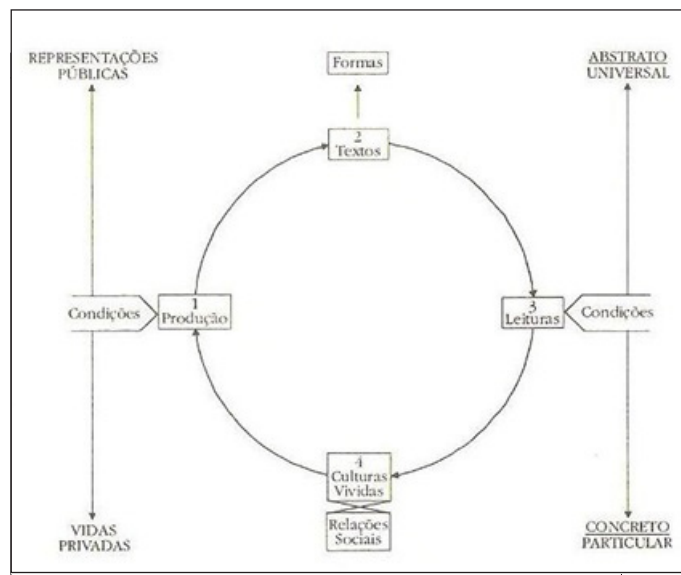 REPRESENTAÇÕES
PÚBLICAS
Formas
ABSTRATO
UNIVERSAL
2
Textos
Condições
1
Produção
3
Leituras
Condições
4
Culturas
Vividas
Relações
Sociais
VIDAS
PRIVADAS
CONCRETO
PARTICULAR